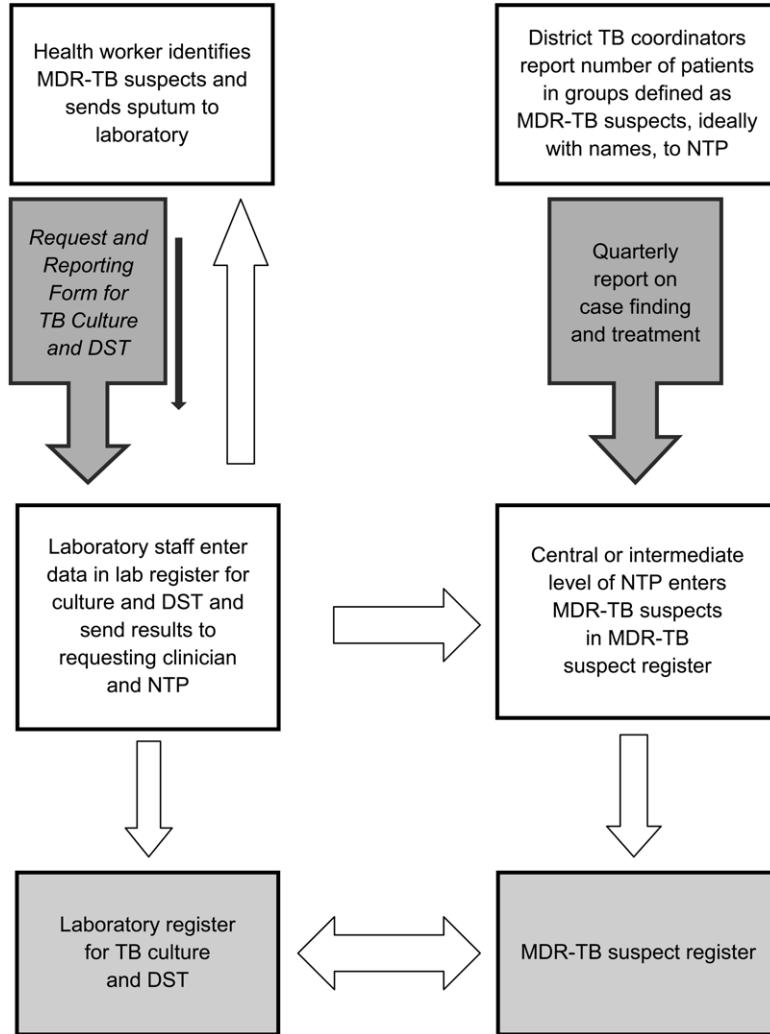 Health worker identifies
MDR-TB suspects and
sends sputum to
laboratory
District TB coordinators
report number of patients
in groups defined as
MDR-TB suspects, ideally
with names, to NTP
Request and
Reporting
Form for
TB Culture
and DST
Quarterly
report on
case finding
and treatment
Laboratory staff enter
data in lab register for
culture and DST and
send results to
requesting clinician
and NTP
Central or intermediate
level of NTP enters
MDR-TB suspects
in MDR-TB
suspect register
Laboratory register
for TB culture
and DST
MDR-TB suspect register